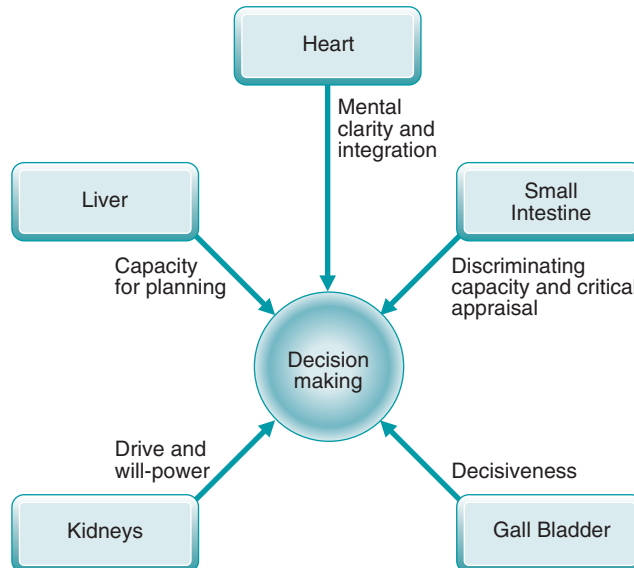 Heart
Mental
clarity and
integration
Liver
Small
Intestine
Capacity
for planning
Discriminating
capacity and critical
appraisal
Decision
making
Drive and
will-power
Decisiveness
Kidneys
Gall Bladder